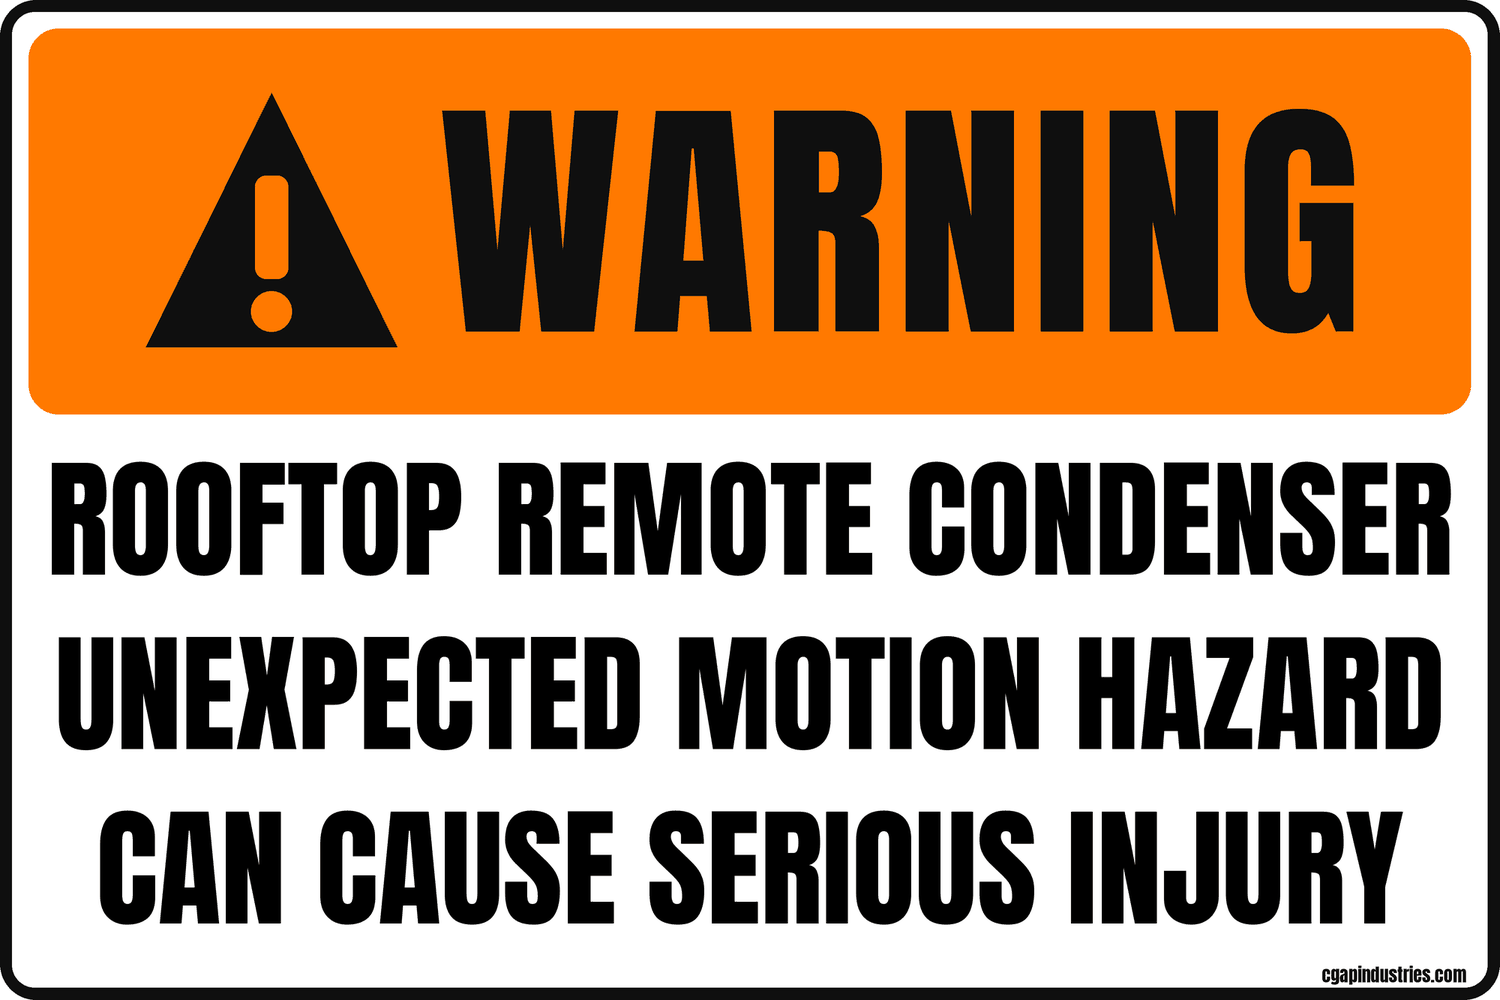 WARNING
ROOFTOP REMOTE CONDENSER
UNEXPECTED MOTION HAZARD
CAN CAUSE SERIOUS INJURY
cgapindustries.com